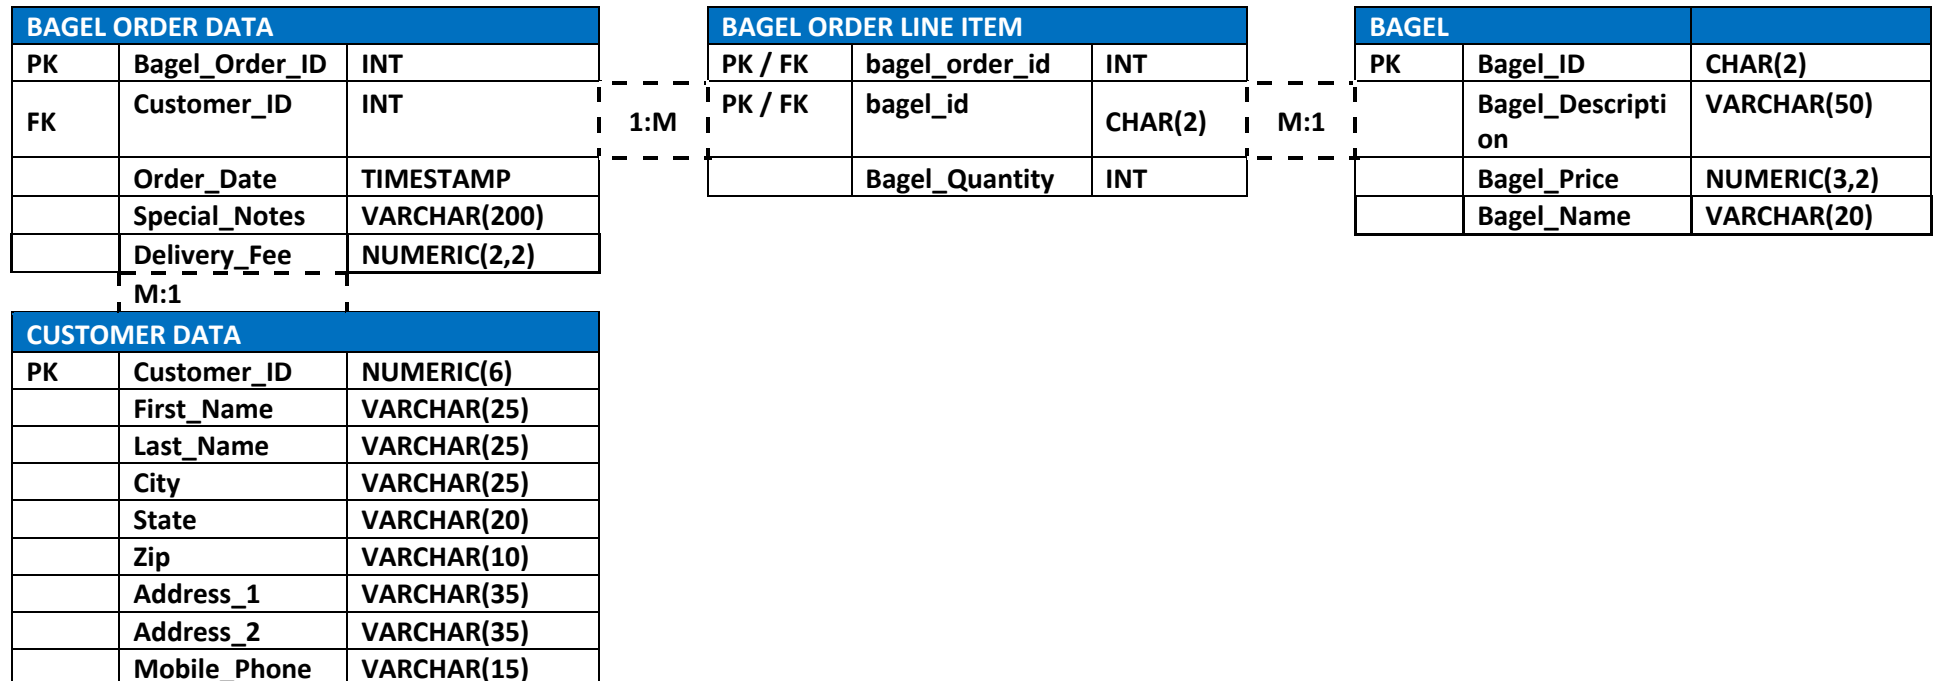 BAGEL ORDER DATA
PK Bagel_Order_ID INT
FK Customer_ID INT
Order_Date TIMESTAMP
Special_Notes VARCHAR(200)
Delivery_Fee NUMERIC(2,2)
1:M
BAGEL ORDER LINE ITEM
PK / FK bagel_order_id INT
PK / FK bagel_id CHAR(2)
Bagel_Quantity INT
M:1
BAGEL
PK Bagel_ID CHAR(2)
Bagel_Descripti VARCHAR(50)
on
Bagel_Price NUMERIC(3,2)
Bagel_Name VARCHAR(20)
M:1
CUSTOMER DATA
PK Customer_ID NUMERIC(6)
First_Name VARCHAR(25)
Last_Name VARCHAR(25)
City VARCHAR(25)
State VARCHAR(20)
Zip VARCHAR(10)
Address_1 VARCHAR(35)
Address_2 VARCHAR(35)
Mobile_Phone VARCHAR(15)